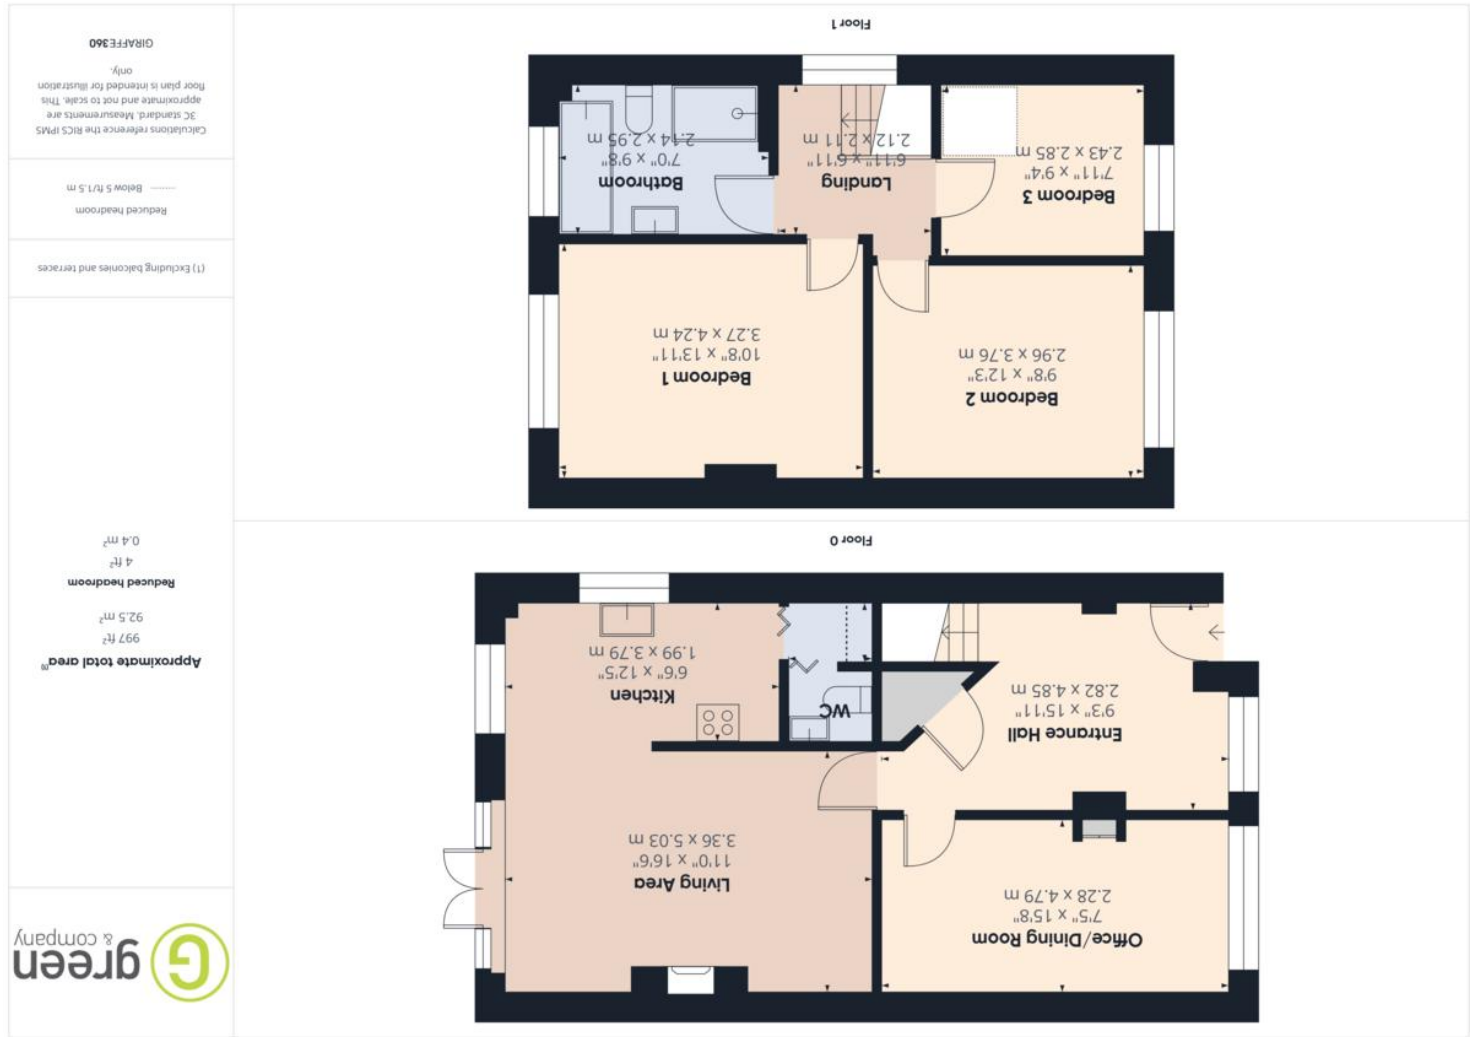 Office/Dining Room
7'5" x 15'8"
2.28 x 4.79 m
Living Area
11'0" x 16'6"
3.36 x 5.03 m
Entrance Hall
9'3" x 15'11"
2.82 x 4.85 m
WC
Kitchen
6'6" x 12'5"
1.99 x 3.79 m
Floor 0
Bedroom 2
9'8" x 12'3"
2.96 x 3.76 m
Bedroom 1
10'8" x 13'11"
3.27 x 4.24 m
Bedroom 3
7'11" x 9'4"
2.43 x 2.85 m
Landing
6'11" x 6'11"
2.12 x 2.11 m
Bathroom
7'0" x 9'8"
2.14 x 2.95 m
Floor 1
G green
& company
Approximate total area(1)
997 ft²
92.5 m²
Reduced headroom
4 ft²
0.4 m²
(1) Excluding balconies and terraces
Reduced headroom
........ Below 5 ft/1.5 m
Calculations reference the RICS IPMS
3C standard. Measurements are
approximate and not to scale. This
floor plan is intended for illustration
only.
GIRAFFE360